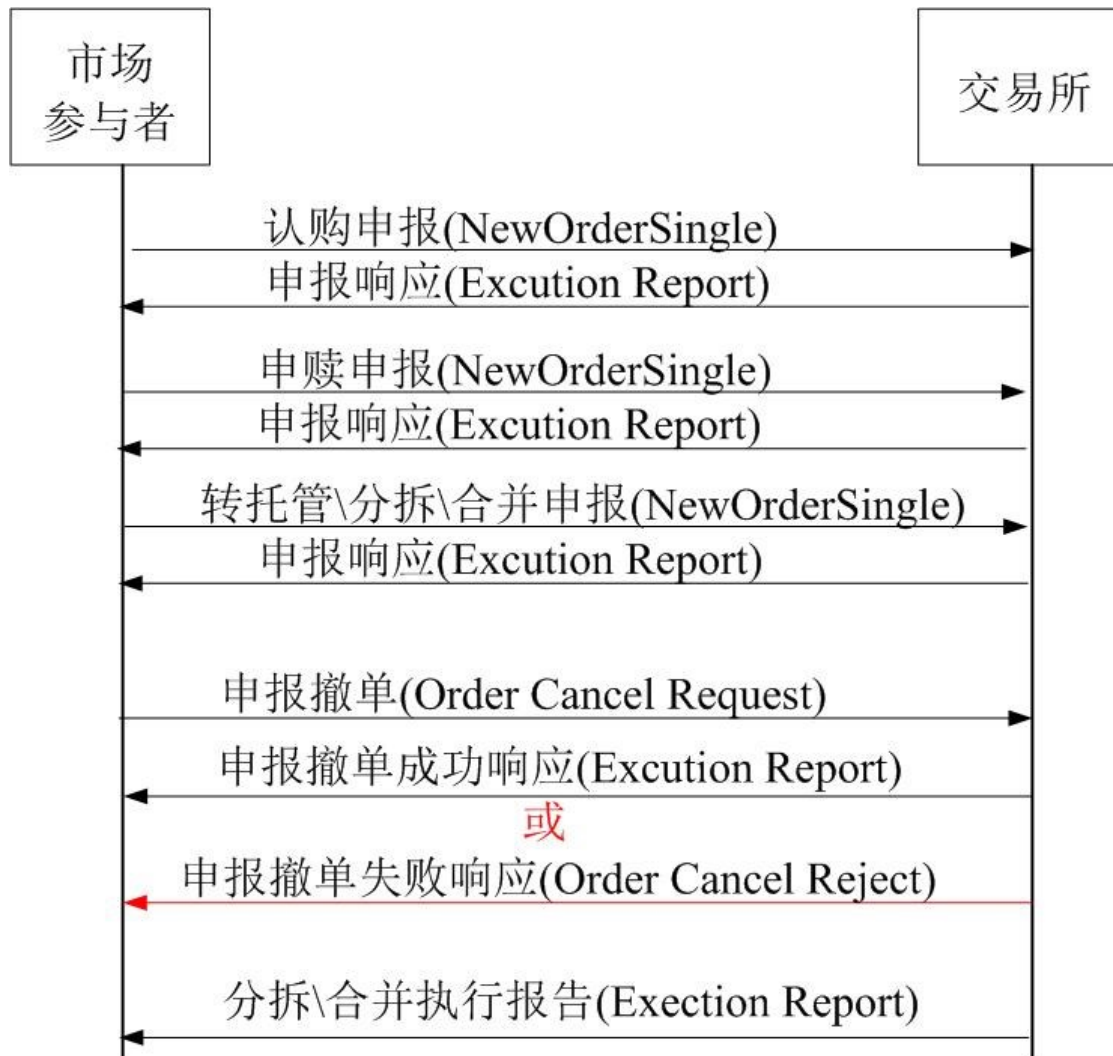 市场
参与者
交易所
认购申报(NewOrderSingle)
申报响应(Excution Report)
申赎申报(NewOrderSingle)
申报响应(Excution Report)
转托管\分拆\合并申报(NewOrderSingle)
申报响应(Excution Report)
申报撤单(Order Cancel Request)
申报撤单成功响应(Excution Report)
或
申报撤单失败响应(Order Cancel Reject)
分拆\合并执行报告(Exection Report)